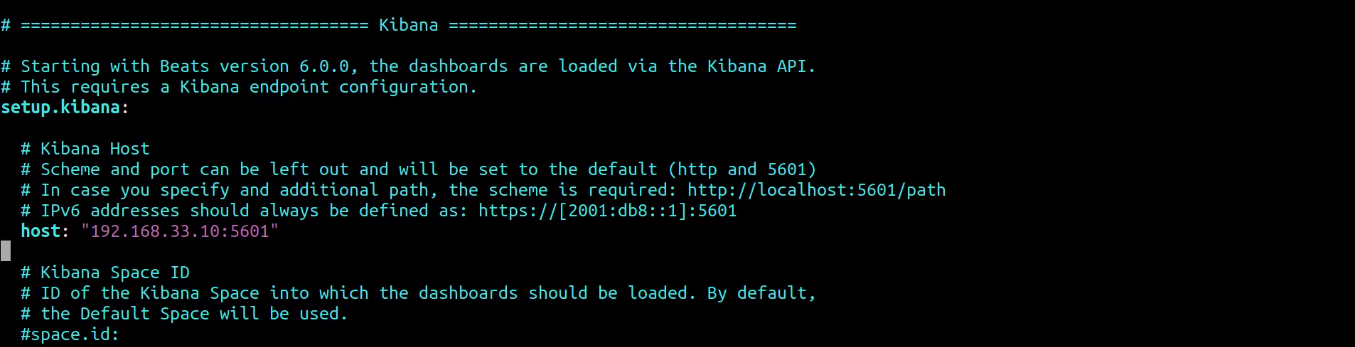 # =================================== Kibana ===================================
# Starting with Beats version 6.0.0, the dashboards are loaded via the Kibana API.
# This requires a Kibana endpoint configuration.
setup.kibana:
# Kibana Host
# Scheme and port can be left out and will be set to the default (http and 5601)
# In case you specify and additional path, the scheme is required: http://localhost:5601/path
# IPv6 addresses should always be defined as: https://[2001:db8::1]:5601
host: "192.168.33.10:5601"
# Kibana Space ID
# ID of the Kibana Space into which the dashboards should be loaded. By default,
# the Default Space will be used.
#space.id: